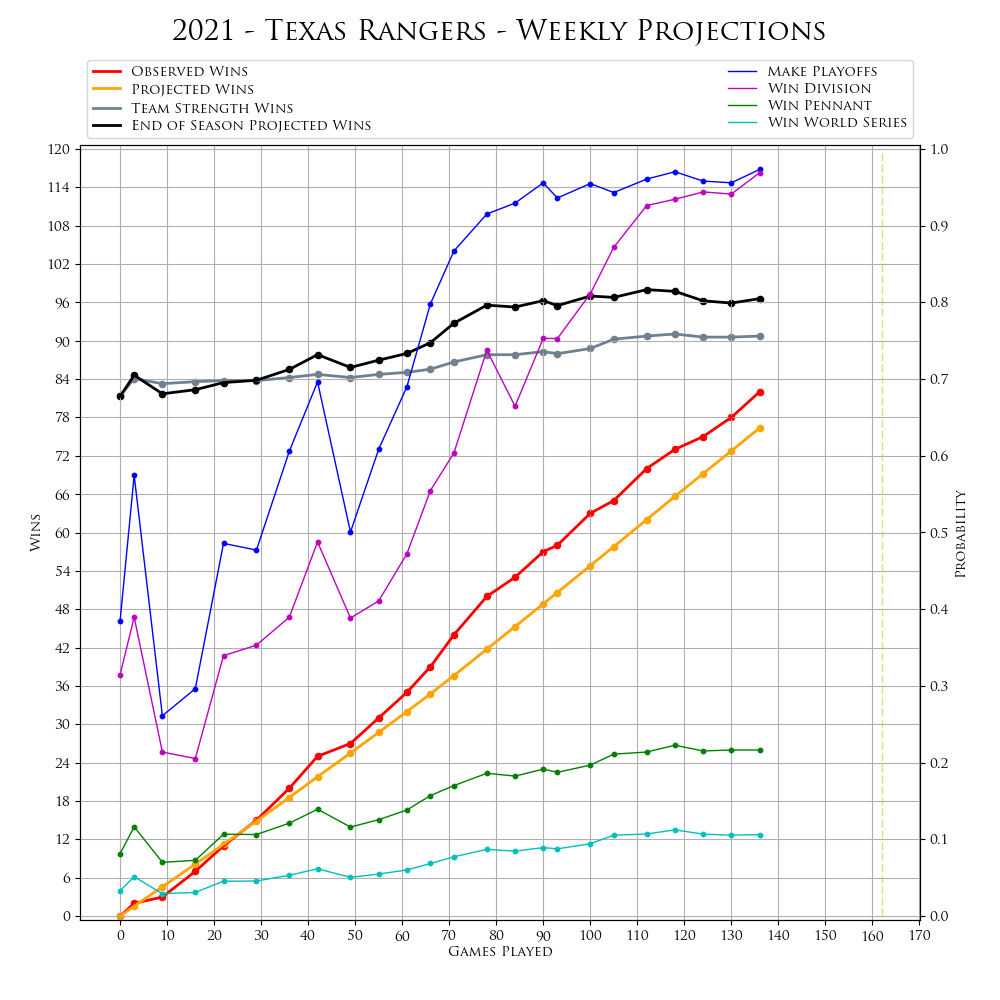 2021 - Texas Rangers - Weekly Projections
Observed Wins
Projected Wins
Team Strength Wins
End of Season Projected Wins
Make Playoffs
Win Division
Win Pennant
Win World Series
120
114
108
102
96
90
84
78
72
66
60
54
48
42
36
30
24
18
12
6
0
Wins
1.0
0.9
0.8
0.7
0.6
0.5
0.4
0.3
0.2
0.1
0.0
Probability
0 10 20 30 40 50 60 70 80 90 100 110 120 130 140 150 160 170
Games Played